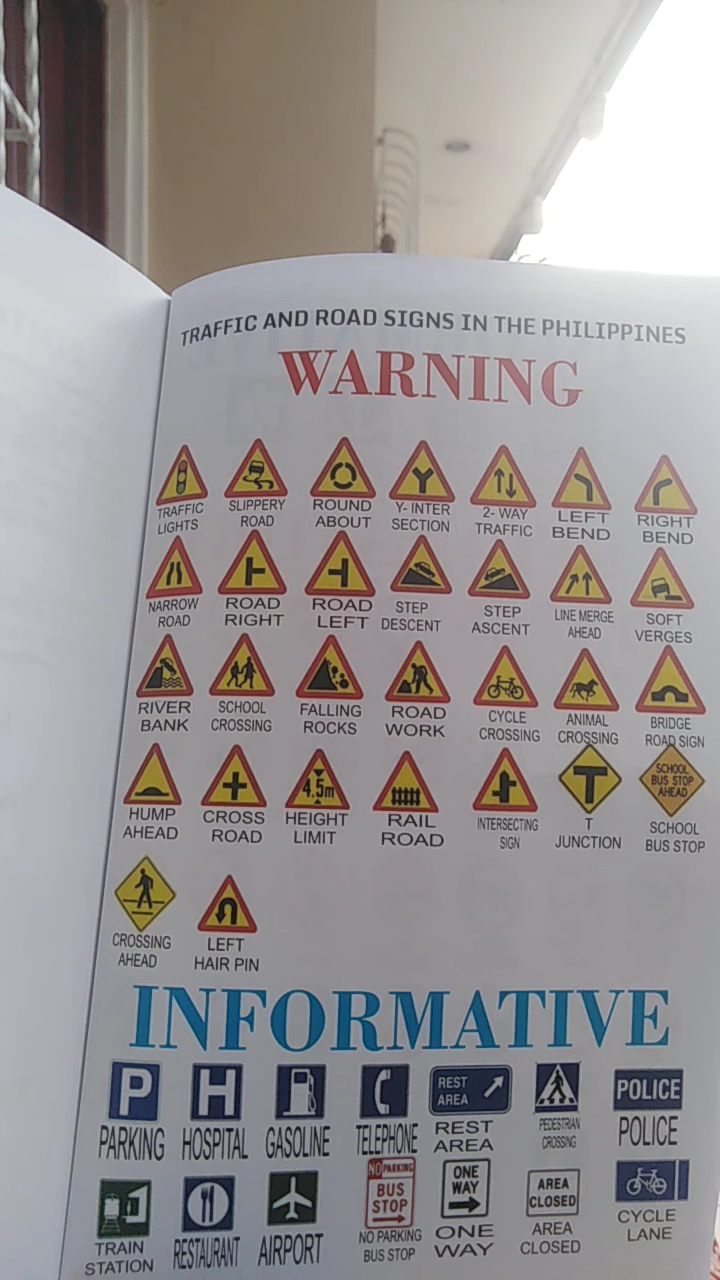 TRAFFIC AND ROAD SIGNS IN THE PHILIPPINES
WARNING
TRAFFIC LIGHTS
SLIPPERY ROAD
ROUND ABOUT
Y- INTER SECTION
2- WAY TRAFFIC
LEFT BEND
RIGHT BEND
NARROW ROAD
ROAD RIGHT
ROAD LEFT
STEP DESCENT
STEP ASCENT
LINE MERGE AHEAD
SOFT VERGES
RIVER BANK
SCHOOL CROSSING
FALLING ROCKS
ROAD WORK
CYCLE CROSSING
ANIMAL CROSSING
BRIDGE ROAD SIGN
HUMP AHEAD
CROSS ROAD
4.5m
HEIGHT LIMIT
RAIL ROAD
INTERSECTING SIGN
T JUNCTION
SCHOOL BUS STOP AHEAD
SCHOOL BUS STOP
CROSSING AHEAD
LEFT HAIR PIN
INFORMATIVE
P
PARKING
H
HOSPITAL
GASOLINE
TELEPHONE
REST AREA
REST AREA
PEDESTRIAN CROSSING
POLICE
POLICE
TRAIN STATION
RESTAURANT
AIRPORT
NO PARKING
BUS STOP
NO PARKING BUS STOP
ONE WAY
ONE WAY
AREA CLOSED
AREA CLOSED
CYCLE LANE